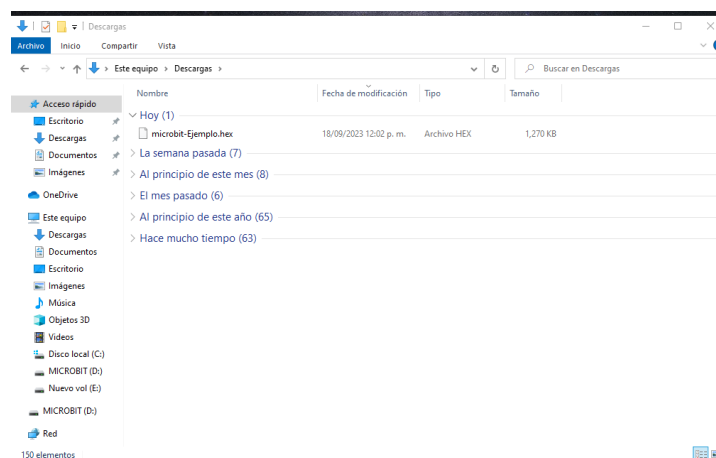 Descargas
Archivo Inicio Compartir Vista
Este equipo Descargas Buscar en Descargas
Nombre Fecha de modificación Tipo Tamaño
Acceso rápido
Escritorio
Descargas
Documentos
Imágenes
OneDrive
Este equipo
Descargas
Documentos
Escritorio
Imágenes
Música
Objetos 3D
Videos
Disco local (C:)
MICROBIT (D:)
Nuevo vol (E:)
MICROBIT (D:)
Red
Hoy (1)
microbit-Ejemplo.hex 18/09/2023 12:02 p. m. Archivo HEX 1,270 KB
La semana pasada (7)
Al principio de este mes (8)
El mes pasado (6)
Al principio de este año (65)
Hace mucho tiempo (63)
150 elementos